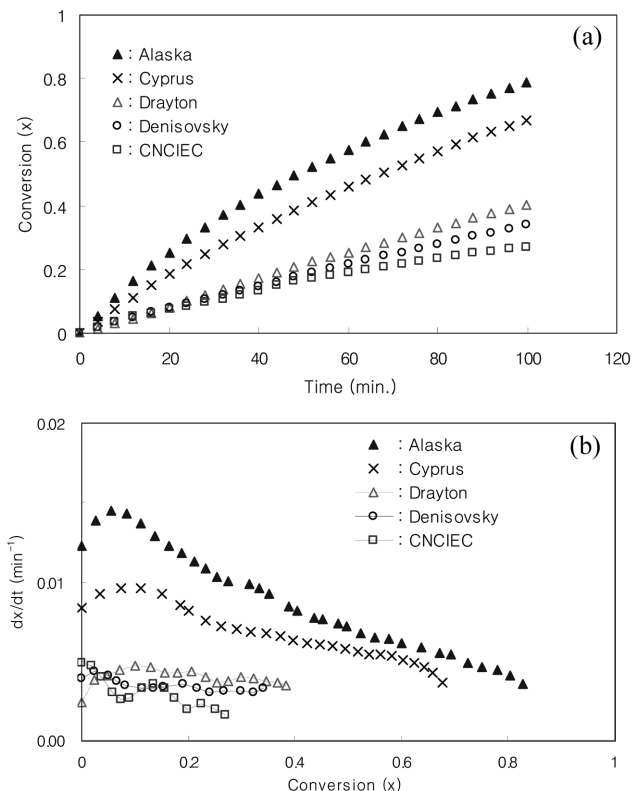 (a)
1
0.8
0.6
0.4
0.2
0
Conversion (x)
▲ : Alaska
× : Cyprus
△ : Drayton
○ : Denisovsky
□ : CNCIEC
0 20 40 60 80 100 120
Time (min.)
(b)
0.02
0.01
0.00
dx/dt (min⁻¹)
▲ : Alaska
× : Cyprus
△ : Drayton
○ : Denisovsky
□ : CNCIEC
0 0.2 0.4 0.6 0.8 1
Conversion (x)